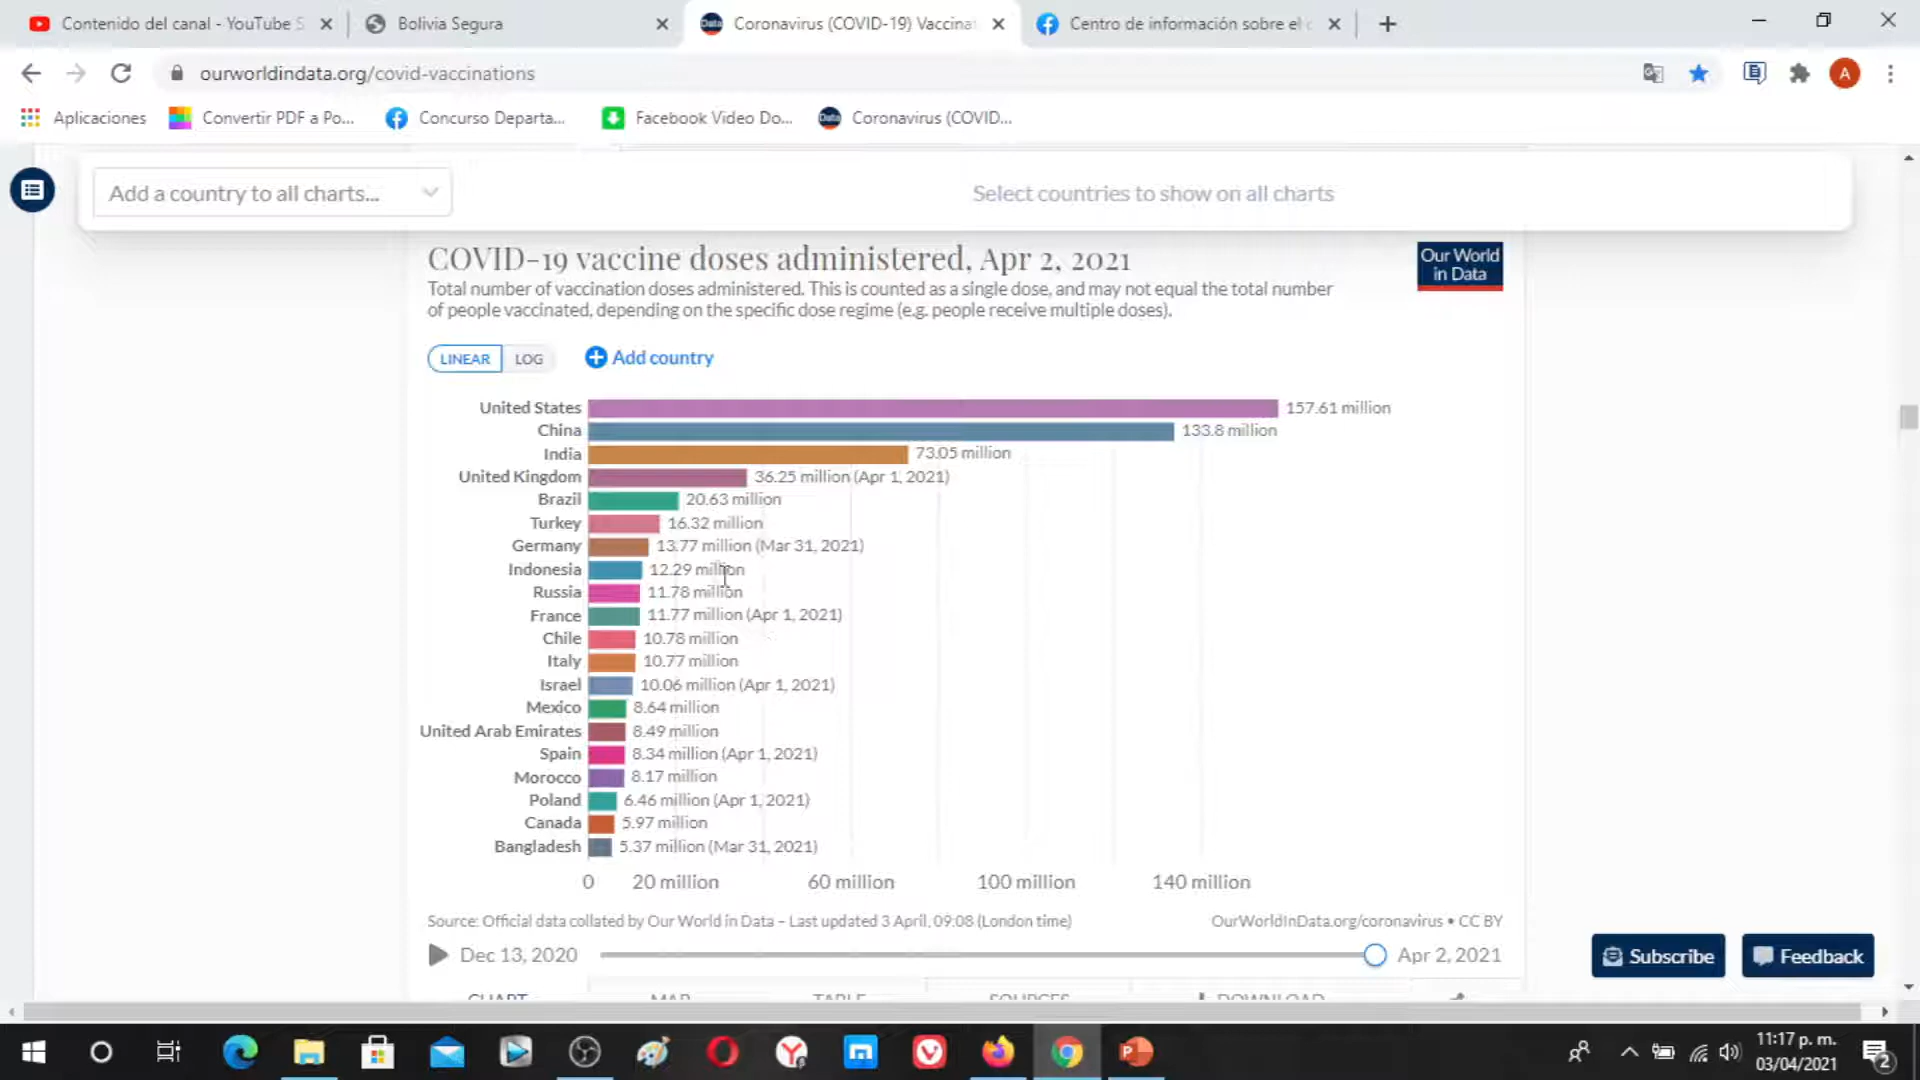 Contenido del canal - YouTube S
Bolivia Segura
Coronavirus (COVID-19) Vaccinat
Centro de información sobre el c
ourworldindata.org/covid-vaccinations
A
Aplicaciones
Convertir PDF a Po...
Concurso Departa...
Facebook Video Do...
Data
Coronavirus (COVID...
Add a country to all charts...
Select countries to show on all charts
COVID-19 vaccine doses administered, Apr 2, 2021
Total number of vaccination doses administered. This is counted as a single dose, and may not equal the total number
of people vaccinated, depending on the specific dose regime (e.g. people receive multiple doses).
Our World
in Data
LINEAR
LOG
Add country
United States 157.61 million
China 133.8 million
India 73.05 million
United Kingdom 36.25 million (Apr 1, 2021)
Brazil 20.63 million
Turkey 16.32 million
Germany 13.77 million (Mar 31, 2021)
Indonesia 12.29 million
Russia 11.78 million
France 11.77 million (Apr 1, 2021)
Chile 10.78 million
Italy 10.77 million
Israel 10.06 million (Apr 1, 2021)
Mexico 8.64 million
United Arab Emirates 8.49 million
Spain 8.34 million (Apr 1, 2021)
Morocco 8.17 million
Poland 6.46 million (Apr 1, 2021)
Canada 5.97 million
Bangladesh 5.37 million (Mar 31, 2021)
0 20 million 60 million 100 million 140 million
Source: Official data collated by Our World in Data – Last updated 3 April, 09:08 (London time)
OurWorldInData.org/coronavirus • CC BY
Dec 13, 2020
Apr 2, 2021
Subscribe
Feedback
CHART MAP TABLE SOURCES DOWNLOAD
11:17 p. m.
03/04/2021
2